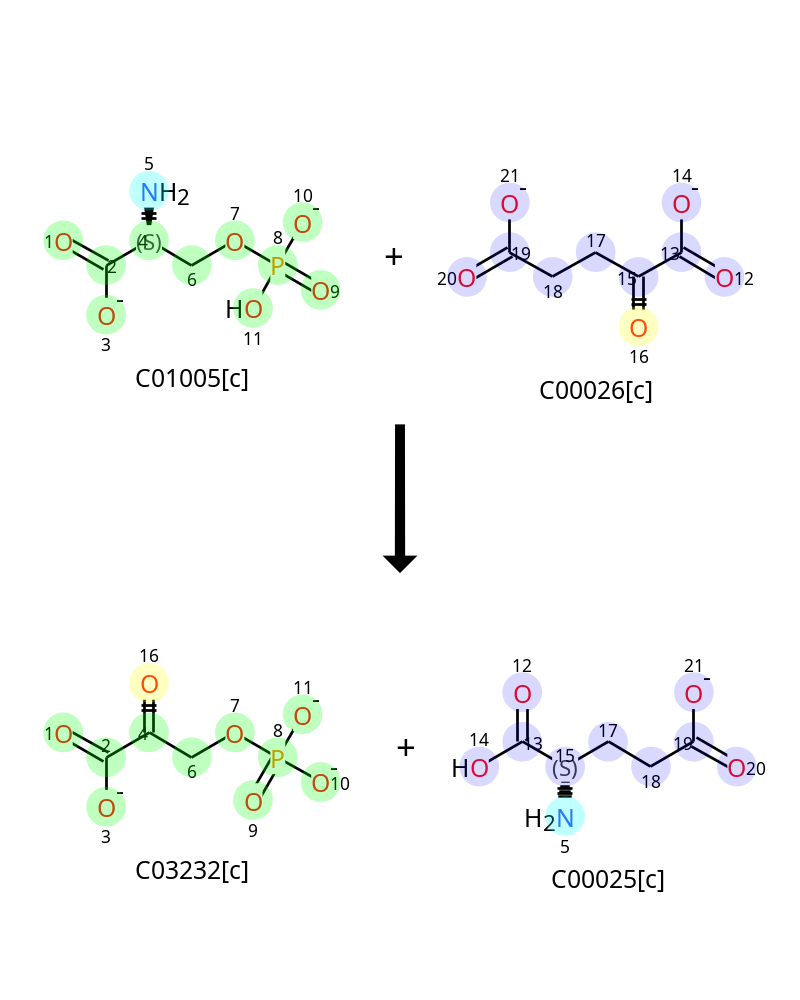 5 21 14
NH2 O- O-
10
7 O-
1 O (S) O 8 17
4 19 13
2 P + 15
6 O 9 20 O 18 O 12
O- HO O
3 11 16
C01005[c] C00026[c]
16 12 21
O O O-
11
7 O-
1 O 2 4 O 8 14 13 15 17 19
P + HO (S) O 20
6 O- 10 18
O- O H2N
3 9 5
C03232[c] C00025[c]